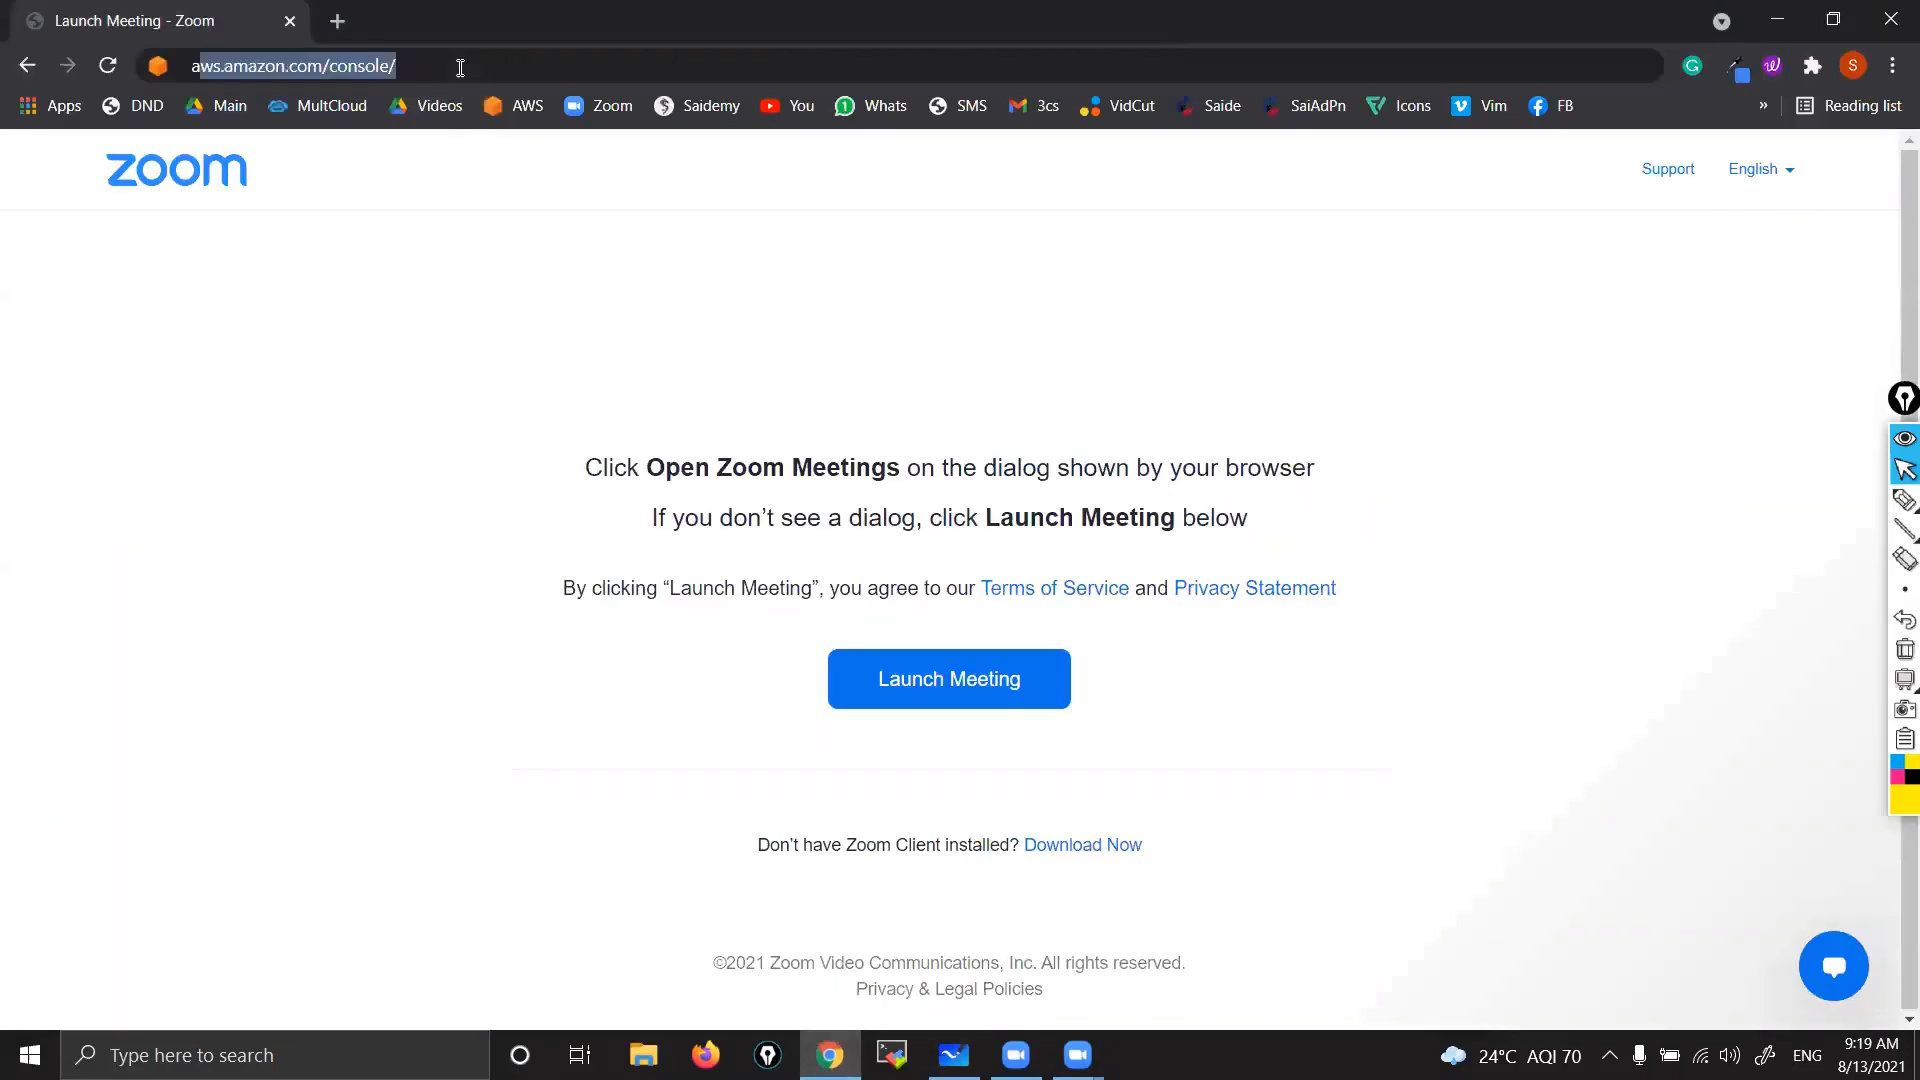 Launch Meeting - Zoom
aws.amazon.com/console/
Apps DND Main MultCloud Videos AWS Zoom Saidemy You Whats SMS 3cs VidCut Saide SaiAdPn Icons Vim FB » Reading list
zoom
Support English
Click Open Zoom Meetings on the dialog shown by your browser
If you don’t see a dialog, click Launch Meeting below
By clicking “Launch Meeting”, you agree to our Terms of Service and Privacy Statement
Launch Meeting
Don’t have Zoom Client installed? Download Now
©2021 Zoom Video Communications, Inc. All rights reserved.
Privacy & Legal Policies
Type here to search
24°C AQI 70
ENG
9:19 AM
8/13/2021